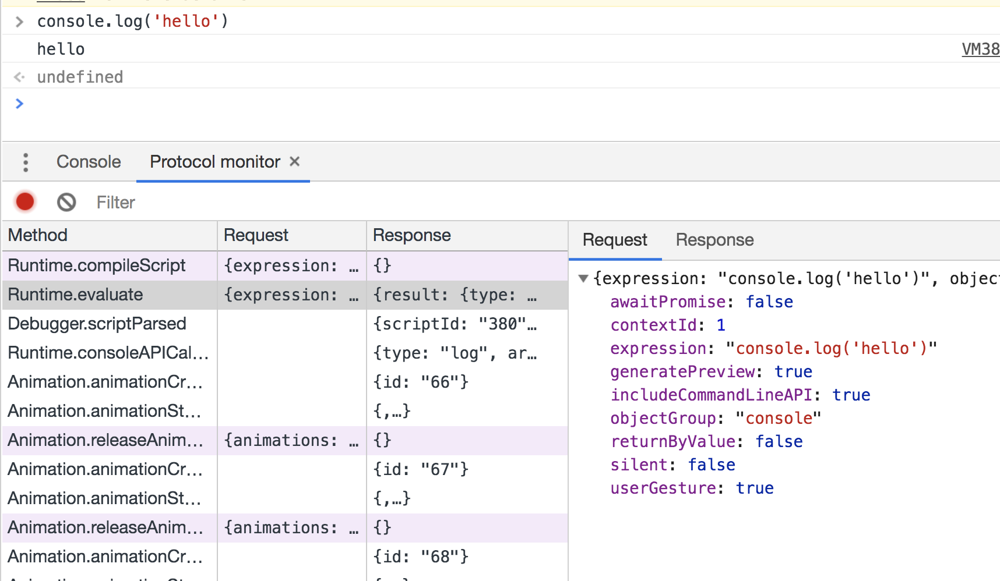 console.log('hello')
hello VM38
undefined
Console Protocol monitor
Filter
Method Request Response
Runtime.compileScript {expression: … {}
Runtime.evaluate {expression: … {result: {type: …
Debugger.scriptParsed {scriptId: "380"…
Runtime.consoleAPICal… {type: "log", ar…
Animation.animationCr… {id: "66"}
Animation.animationSt… {,…}
Animation.releaseAnim… {animations: … {}
Animation.animationCr… {id: "67"}
Animation.animationSt… {,…}
Animation.releaseAnim… {animations: … {}
Animation.animationCr… {id: "68"}
Request Response
{expression: "console.log('hello')", objec
awaitPromise: false
contextId: 1
expression: "console.log('hello')"
generatePreview: true
includeCommandLineAPI: true
objectGroup: "console"
returnByValue: false
silent: false
userGesture: true